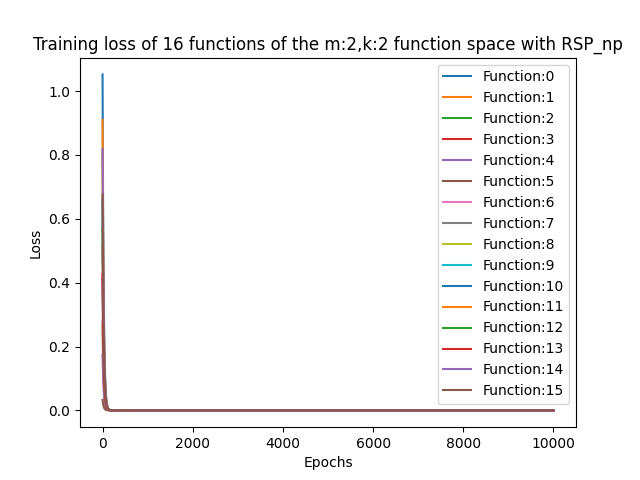 Training loss of 16 functions of the m:2,k:2 function space with RSP_np
Function:0
Function:1
Function:2
Function:3
Function:4
Function:5
Function:6
Function:7
Function:8
Function:9
Function:10
Function:11
Function:12
Function:13
Function:14
Function:15
Loss
1.0
0.8
0.6
0.4
0.2
0.0
0
2000
4000
6000
8000
10000
Epochs